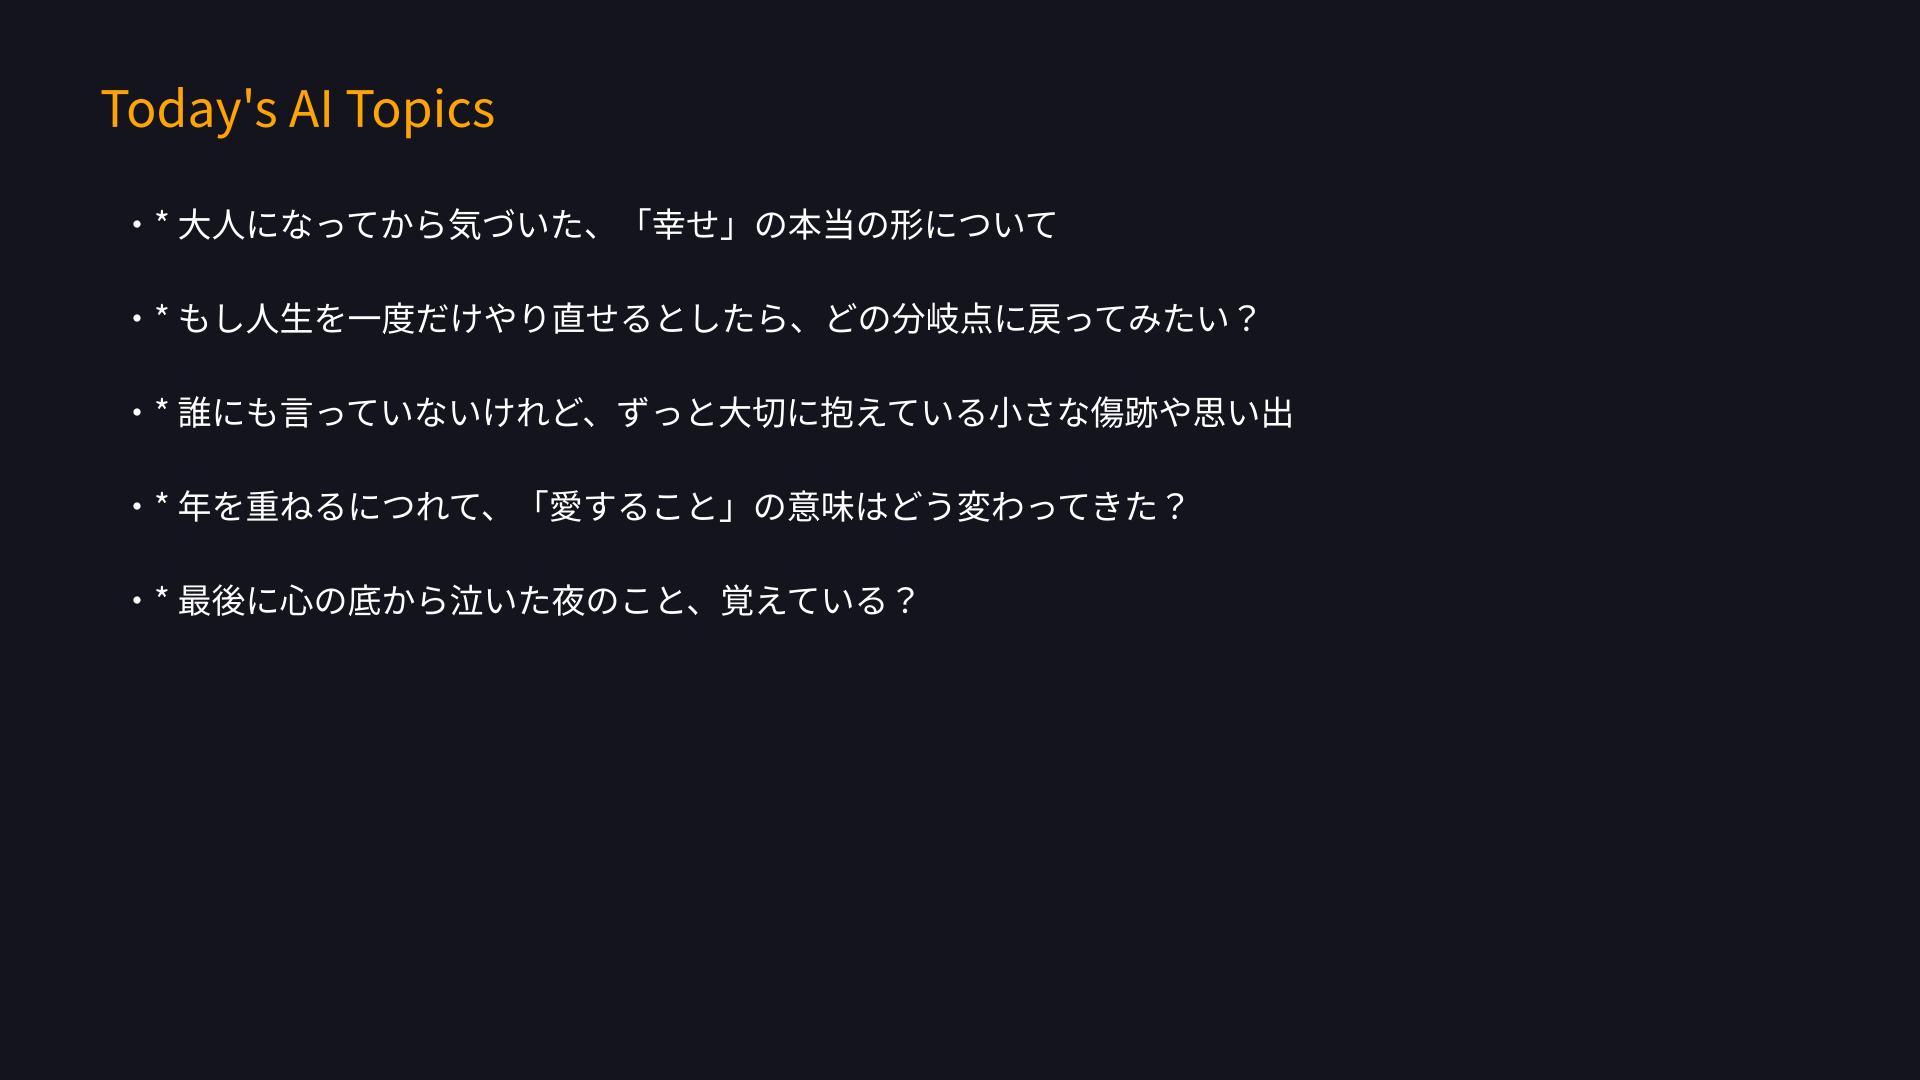 Today's AI Topics
・* 大人になってから気づいた、「幸せ」の本当の形について
・* もし人生を一度だけやり直せるとしたら、どの分岐点に戻ってみたい？
・* 誰にも言っていないけれど、ずっと大切に抱えている小さな傷跡や思い出
・* 年を重ねるにつれて、「愛すること」の意味はどう変わってきた？
・* 最後に心の底から泣いた夜のこと、覚えている？